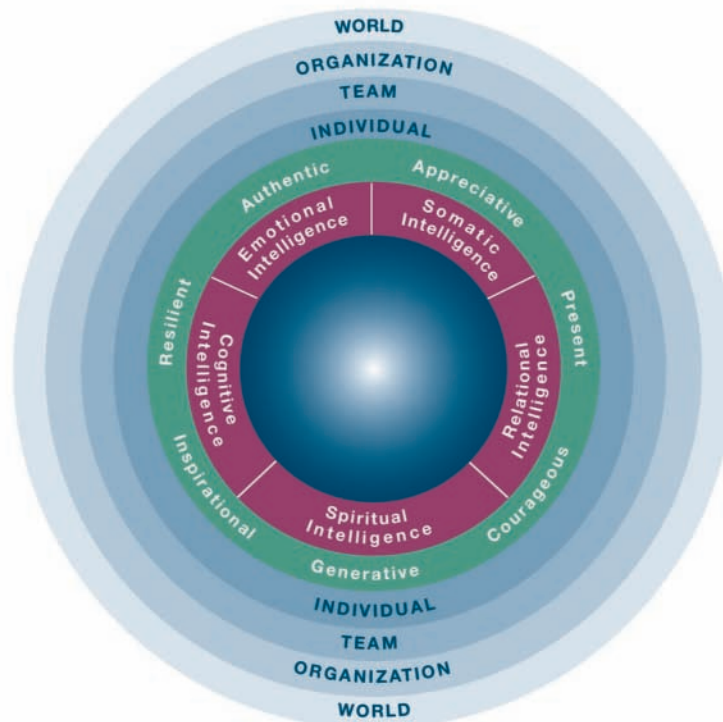 WORLD
ORGANIZATION
TEAM
INDIVIDUAL
Authentic
Appreciative
Emotional
Intelligence
Somatic
Intelligence
Resilient
Cognitive
Intelligence
Present
Relational
Intelligence
Inspirational
Courageous
Spiritual
Intelligence
Generative
INDIVIDUAL
TEAM
ORGANIZATION
WORLD